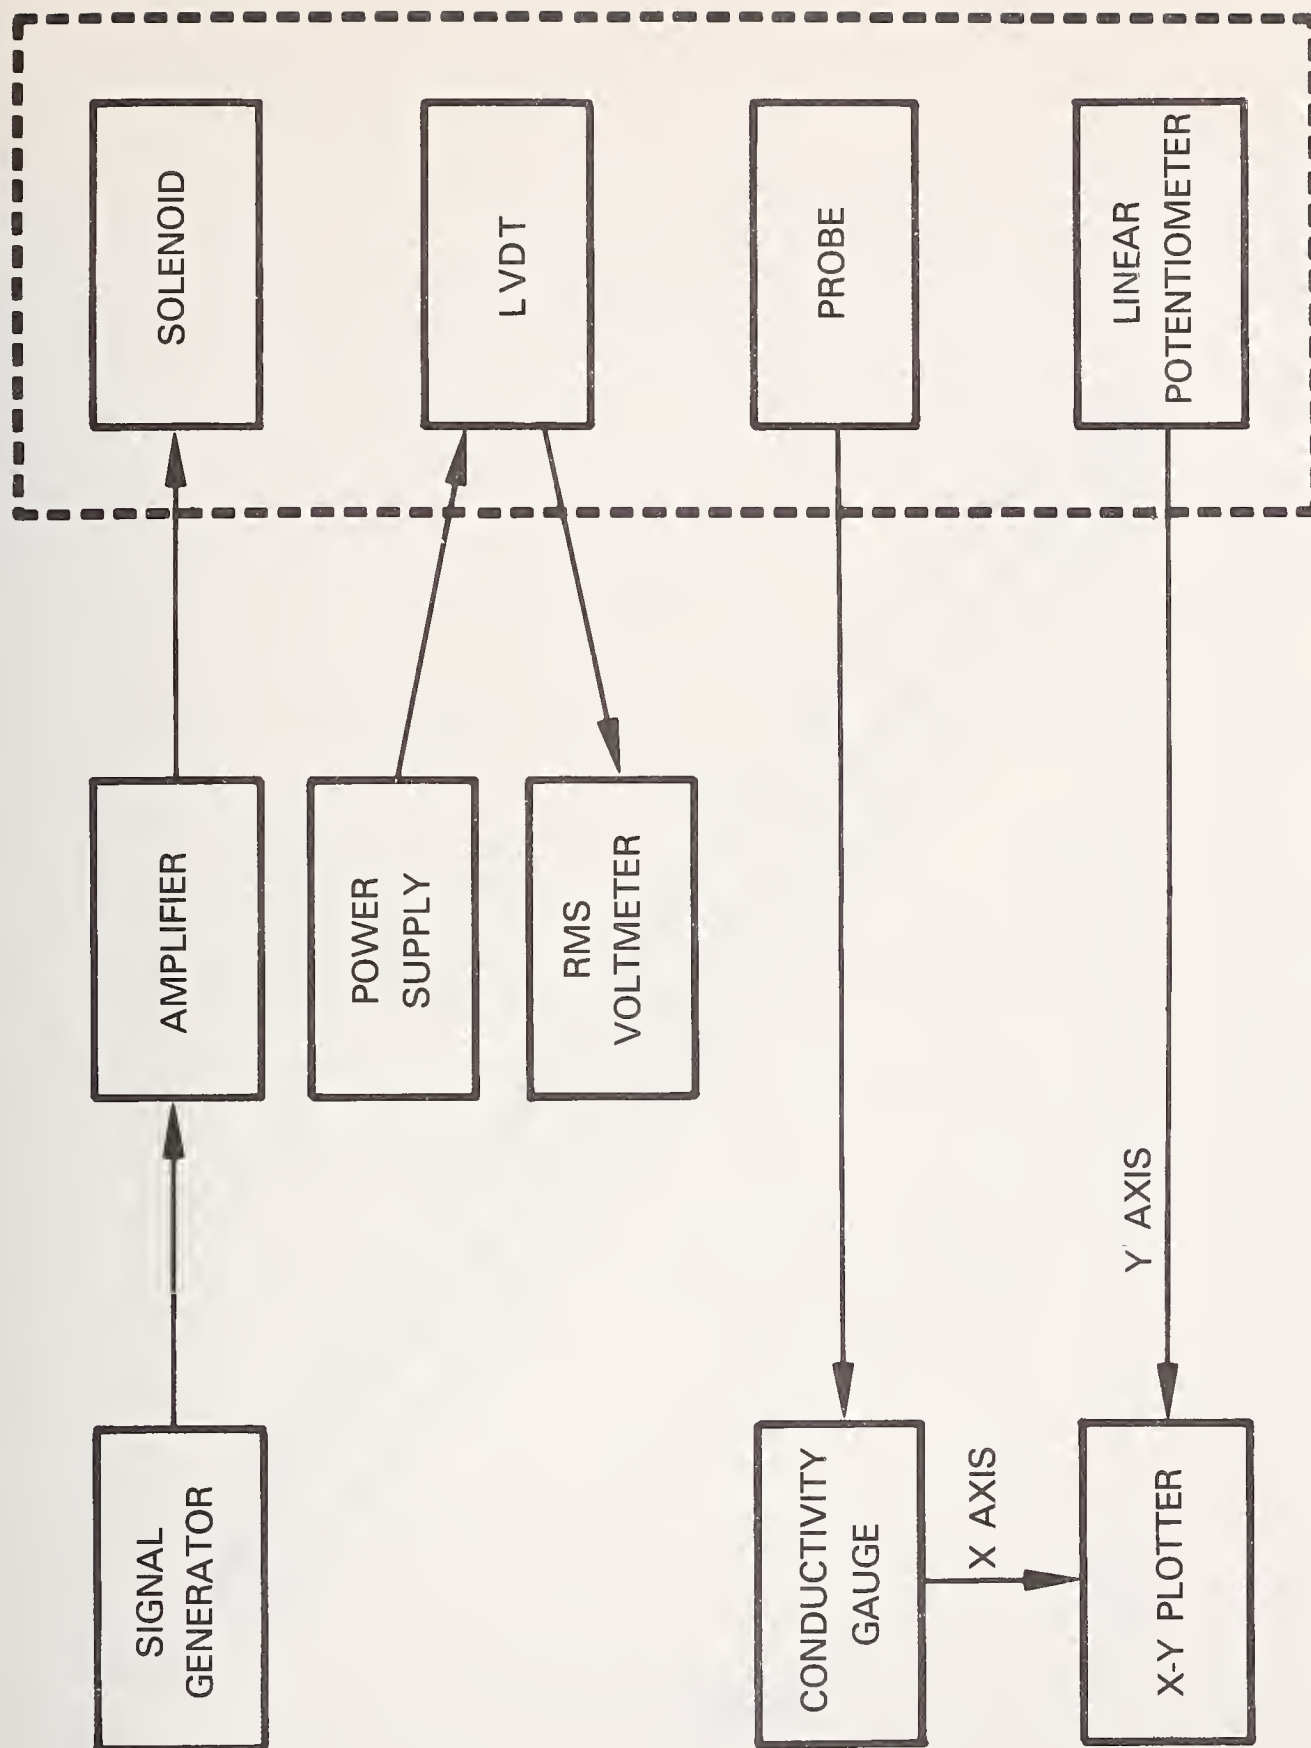 SIGNAL
GENERATOR
AMPLIFIER
SOLENOID
POWER
SUPPLY
LVDT
RMS
VOLTMETER
CONDUCTIVITY
GAUGE
PROBE
X AXIS
Y AXIS
X-Y PLOTTER
LINEAR
POTENTIOMETER